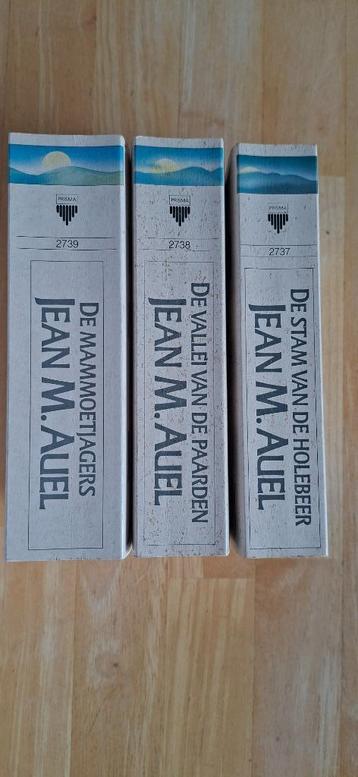 PRISMA
2739
DE MAMMOETJAGERS
JEAN M. AUEL
PRISMA
2738
DE VALLEI VAN DE PAARDEN
JEAN M. AUEL
PRISMA
2737
DE STAM VAN DE HOLEBEER
JEAN M. AUEL